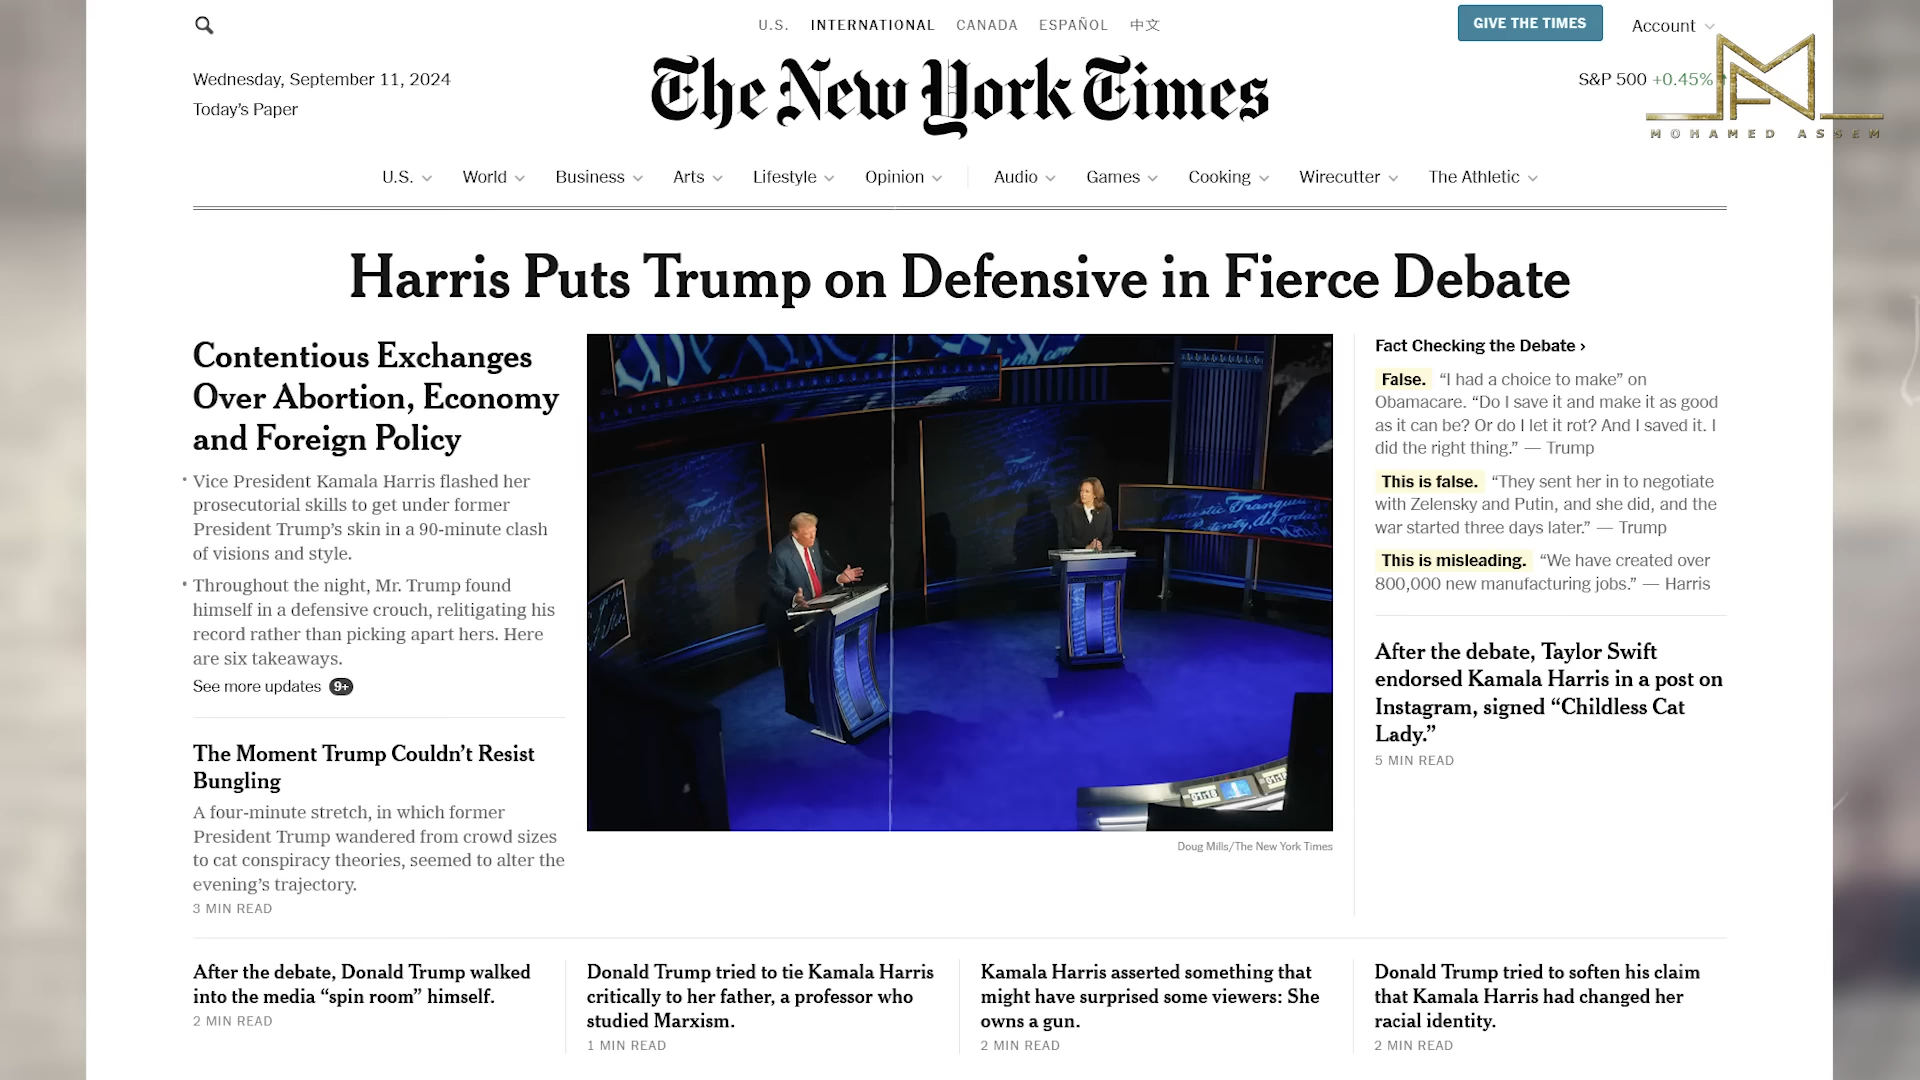 U.S. INTERNATIONAL CANADA ESPAÑOL 中文
GIVE THE TIMES
Account
Wednesday, September 11, 2024
Today's Paper
The New York Times
S&P 500 +0.45%
MOHAMED ASSEM
U.S. World Business Arts Lifestyle Opinion Audio Games Cooking Wirecutter The Athletic
Harris Puts Trump on Defensive in Fierce Debate
Contentious Exchanges
Over Abortion, Economy
and Foreign Policy
• Vice President Kamala Harris flashed her
prosecutorial skills to get under former
President Trump's skin in a 90-minute clash
of visions and style.
• Throughout the night, Mr. Trump found
himself in a defensive crouch, relitigating his
record rather than picking apart hers. Here
are six takeaways.
See more updates 9+
The Moment Trump Couldn't Resist
Bungling
A four-minute stretch, in which former
President Trump wandered from crowd sizes
to cat conspiracy theories, seemed to alter the
evening's trajectory.
3 MIN READ
01:16
Doug Mills/The New York Times
Fact Checking the Debate ›
False. “I had a choice to make” on
Obamacare. “Do I save it and make it as good
as it can be? Or do I let it rot? And I saved it. I
did the right thing.” — Trump
This is false. “They sent her in to negotiate
with Zelensky and Putin, and she did, and the
war started three days later.” — Trump
This is misleading. “We have created over
800,000 new manufacturing jobs.” — Harris
After the debate, Taylor Swift
endorsed Kamala Harris in a post on
Instagram, signed “Childless Cat
Lady.”
5 MIN READ
After the debate, Donald Trump walked
into the media “spin room” himself.
2 MIN READ
Donald Trump tried to tie Kamala Harris
critically to her father, a professor who
studied Marxism.
1 MIN READ
Kamala Harris asserted something that
might have surprised some viewers: She
owns a gun.
2 MIN READ
Donald Trump tried to soften his claim
that Kamala Harris had changed her
racial identity.
2 MIN READ